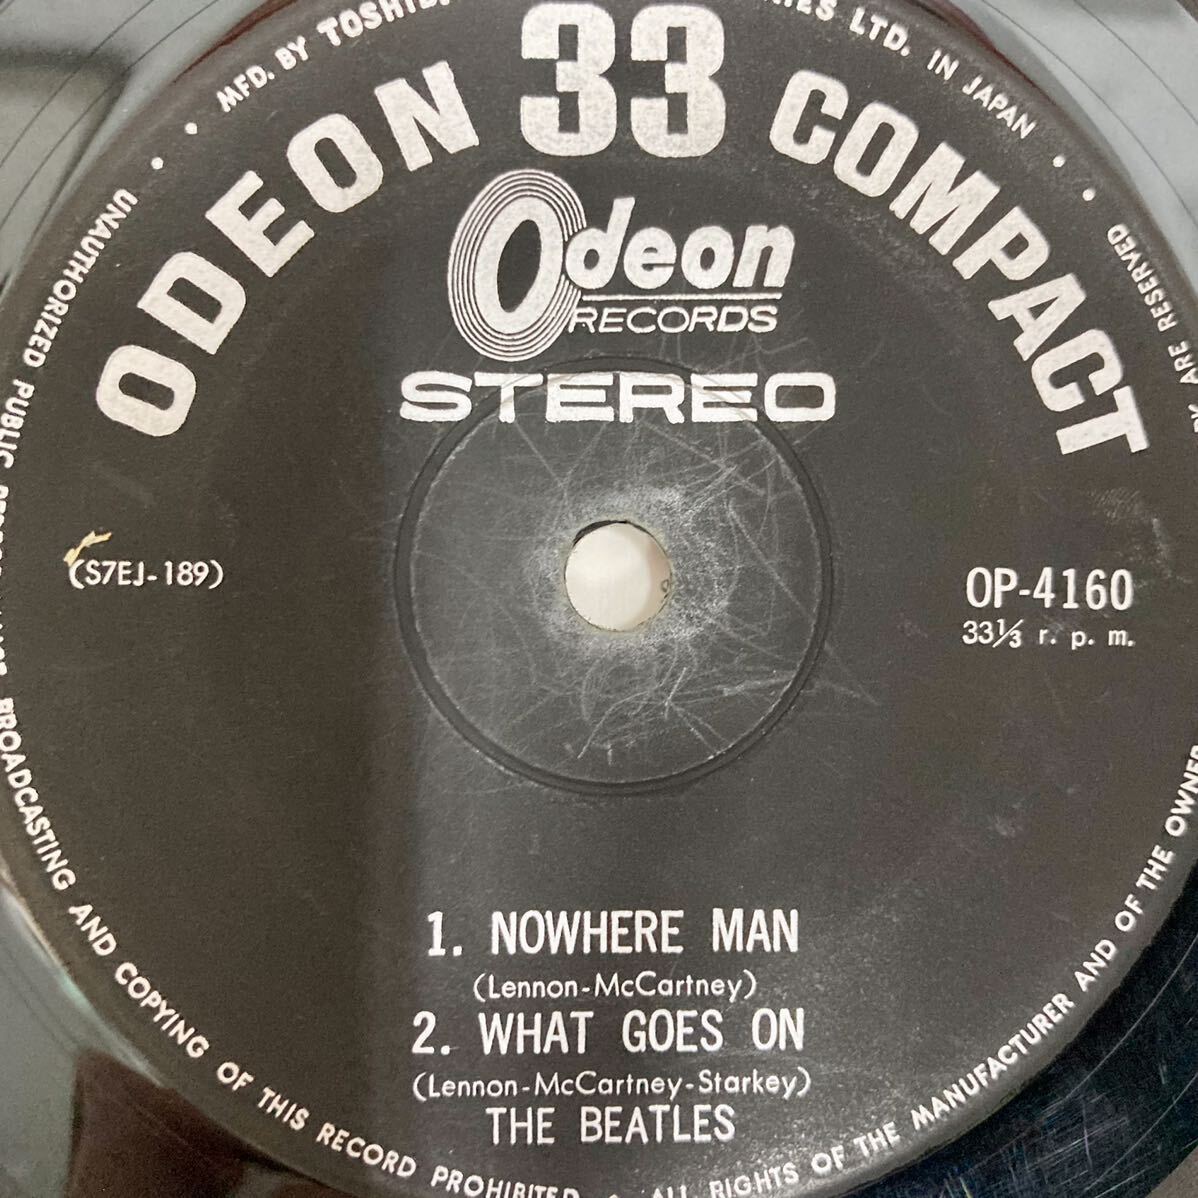 MFD. BY TOSHIB LTD. IN JAPAN
ODEON 33 COMPACT
Odeon
RECORDS
STEREO
(S7EJ-189)
OP-4160
33⅓ r. p. m.
1. NOWHERE MAN
(Lennon-McCartney)
2. WHAT GOES ON
(Lennon-McCartney-Starkey)
THE BEATLES
UNAUTHORIZED PUBLIC BROADCASTING AND COPYING OF THIS RECORD PROHIBITED • ALL RIGHTS OF THE MANUFACTURER AND OF THE OWNER ARE RESERVED